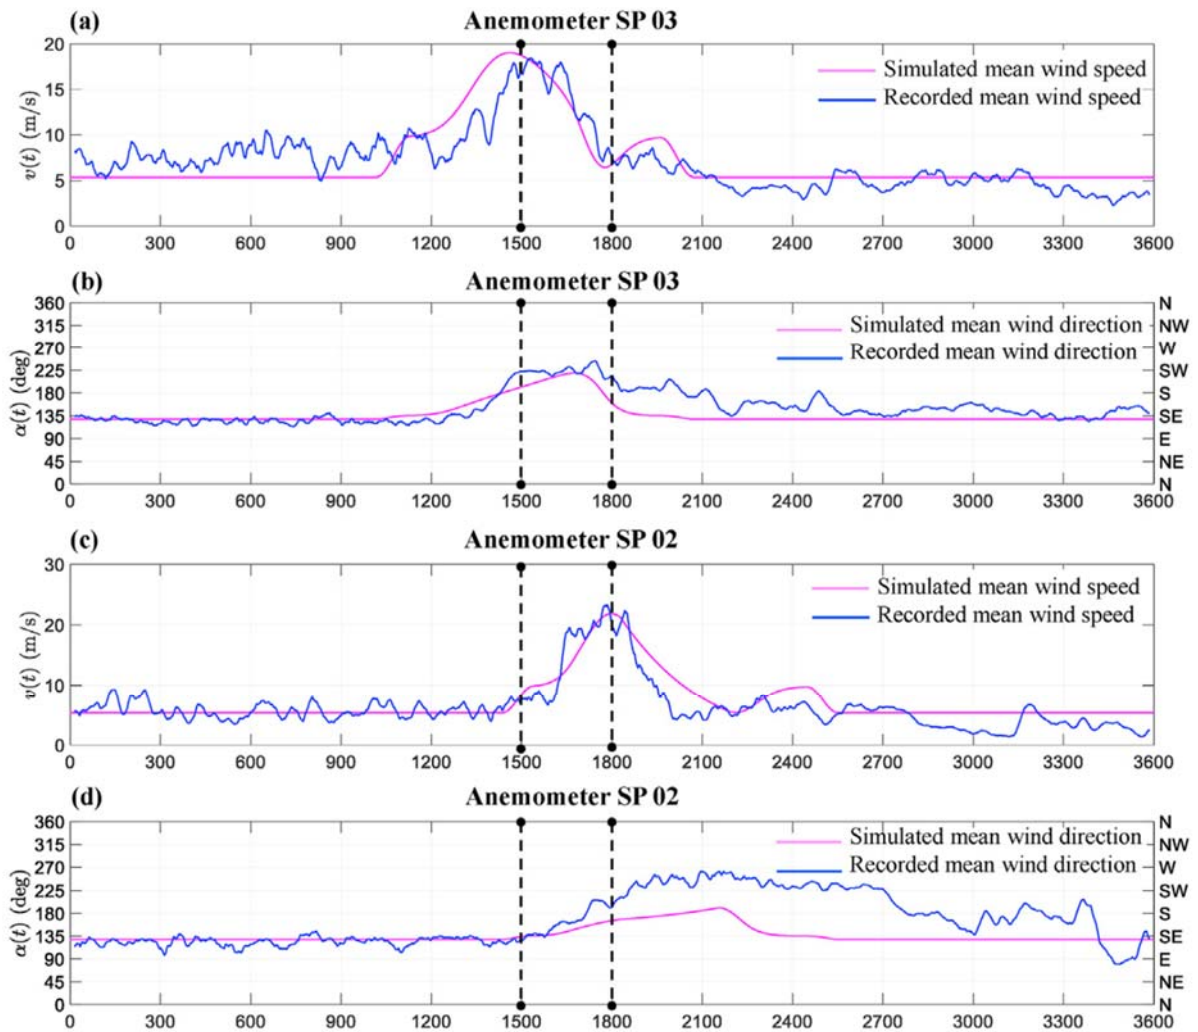 (a) Anemometer SP 03
20
15
10
5
0
v(t) (m/s)
Simulated mean wind speed
Recorded mean wind speed
0 300 600 900 1200 1500 1800 2100 2400 2700 3000 3300 3600
(b) Anemometer SP 03
360 N
315 NW
270 W
225 SW
180 S
135 SE
90 E
45 NE
0 N
α(t) (deg)
Simulated mean wind direction
Recorded mean wind direction
0 300 600 900 1200 1500 1800 2100 2400 2700 3000 3300 3600
(c) Anemometer SP 02
30
20
10
0
v(t) (m/s)
Simulated mean wind speed
Recorded mean wind speed
0 300 600 900 1200 1500 1800 2100 2400 2700 3000 3300 3600
(d) Anemometer SP 02
360 N
315 NW
270 W
225 SW
180 S
135 SE
90 E
45 NE
0 N
α(t) (deg)
Simulated mean wind direction
Recorded mean wind direction
0 300 600 900 1200 1500 1800 2100 2400 2700 3000 3300 3600